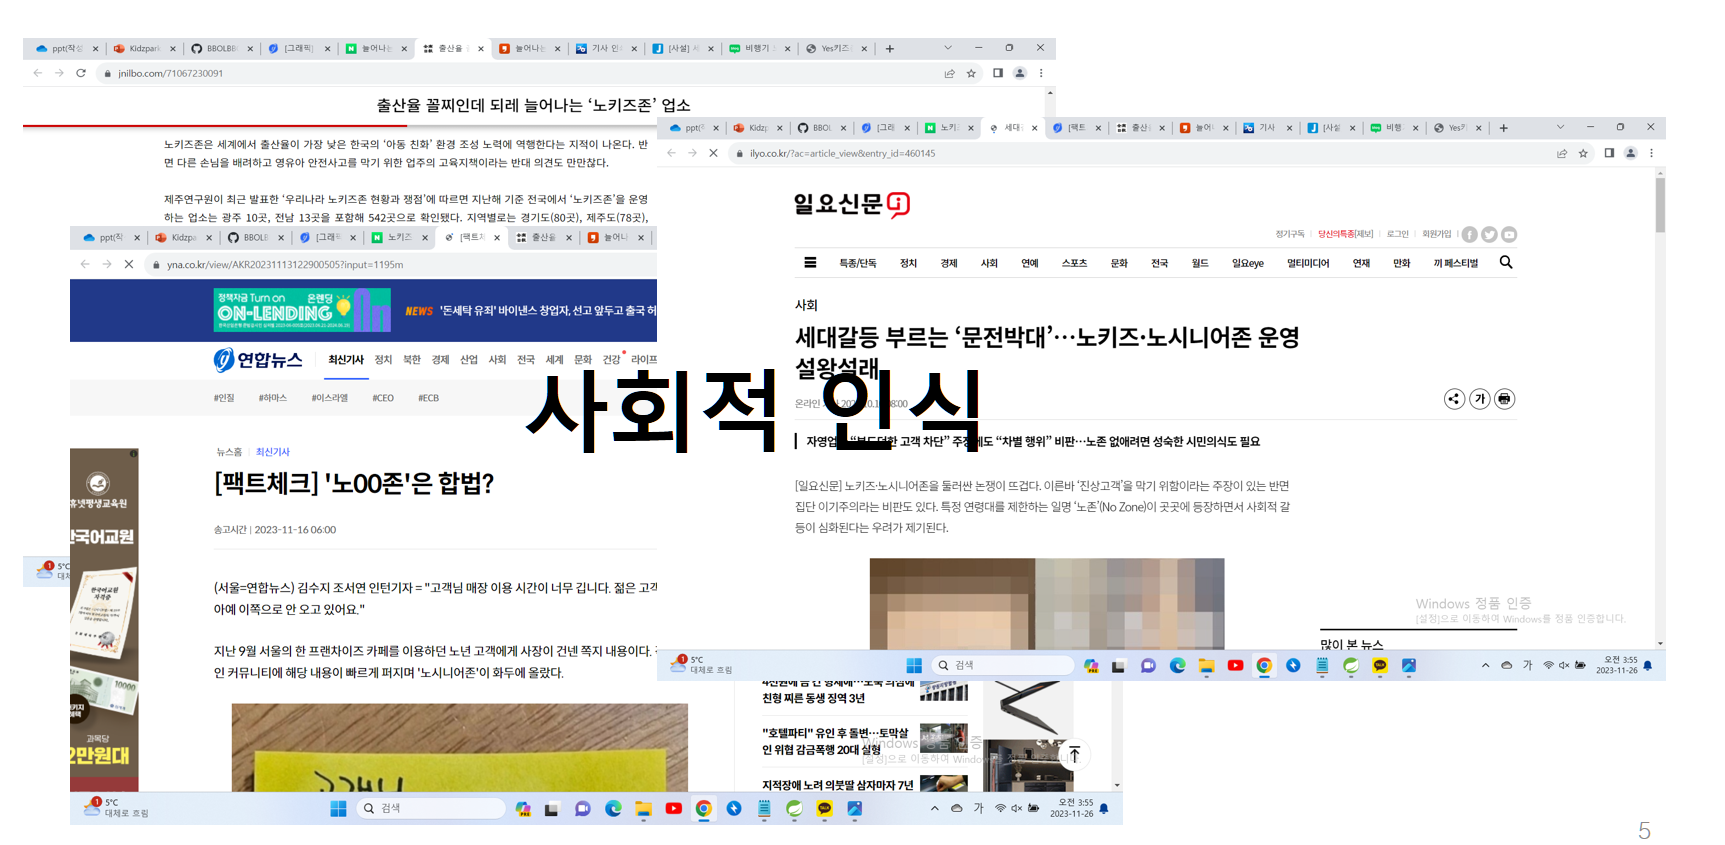 ppt(작성
Kidzpark
BBOLBB
[그래픽]
늘어나는
출산율
늘어나는
기사 인
[사설]
비행기
Yes키즈
jnilbo.com/71067230091
출산율 꼴찌인데 되레 늘어나는 ‘노키즈존’ 업소
노키즈존은 세계에서 출산율이 가장 낮은 한국의 ‘아동 친화’ 환경 조성 노력에 역행한다는 지적이 나온다. 반
면 다른 손님을 배려하고 영유아 안전사고를 막기 위한 업주의 고육지책이라는 반대 의견도 만만찮다.
제주연구원이 최근 발표한 ‘우리나라 노키즈존 현황과 쟁점’에 따르면 지난해 기준 전국에서 ‘노키즈존’을 운영
하는 업소는 광주 10곳, 전남 13곳을 포함해 542곳으로 확인됐다. 지역별로는 경기도(80곳), 제주도(78곳),
5°C
ppt(작
Kidzpa
BBOLB
[그래픽
노키즈
[팩트체
출산율
늘어나
yna.co.kr/view/AKR20231113122900505?input=1195m
정책자금 Turn on 온렌딩
ON-LENDING
NEWS '돈세탁 유죄' 바이낸스 창업자, 선고 앞두고 출국 허
연합뉴스
최신기사 정치 북한 경제 산업 사회 전국 세계 문화 건강 라이프
#인질 #하마스 #이스라엘 #CEO #ECB
뉴스홈 최신기사
[팩트체크] '노00존'은 합법?
송고시간 | 2023-11-16 06:00
(서울=연합뉴스) 김수지 조서연 인턴기자 = "고객님 매장 이용 시간이 너무 깁니다. 젊은 고객
아예 이쪽으로 안 오고 있어요."
지난 9월 서울의 한 프랜차이즈 카페를 이용하던 노년 고객에게 사장이 건넨 쪽지 내용이다.
인 커뮤니티에 해당 내용이 빠르게 퍼지며 '노시니어존'이 화두에 올랐다.
휴넷평생교육원
한국어교원
한국어교원
자격증
과목당
2만원대
고객님
친형 찌른 동생 징역 3년
"호텔파티" 유인 후 돌변…토막살
인 위협 감금폭행 20대 실형
지적장애 노려 의붓딸 삼자마자 7년
5°C
대체로 흐림
검색
가
오전 3:55
2023-11-26
사회적 인식
ppt(작
Kidzp
BBOL
[그래
노키즈
세대
[팩트
출산
늘어
기사
[사설
비행
Yes키
ilyo.co.kr/?ac=article_view&entry_id=460145
일요신문
정기구독 당신의특종[제보] 로그인 회원가입
특종/단독 정치 경제 사회 연예 스포츠 문화 전국 월드 일요eye 멀티미디어 연재 만화 끼 페스티벌
사회
세대갈등 부르는 ‘문전박대’…노키즈·노시니어존 운영
설왕설래
온라인
가
“차별 행위” 비판…노존 없애려면 성숙한 시민의식도 필요
[일요신문] 노키즈·노시니어존을 둘러싼 논쟁이 뜨겁다. 이른바 ‘진상고객’을 막기 위함이라는 주장이 있는 반면
집단 이기주의라는 비판도 있다. 특정 연령대를 제한하는 일명 ‘노존’(No Zone)이 곳곳에 등장하면서 사회적 갈
등이 심화된다는 우려가 제기된다.
Windows 정품 인증
[설정]으로 이동하여 Windows를 정품 인증합니다.
많이 본 뉴스
5°C
대체로 흐림
검색
가
오전 3:55
2023-11-26
5